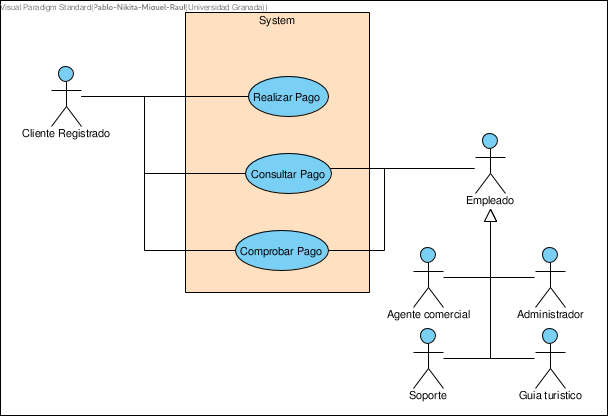 Visual Paradigm Standard(Pablo-Nikita-Miguel-Raul(Universidad Granada))
System
Realizar Pago
Cliente Registrado
Consultar Pago
Empleado
Comprobar Pago
Agente comercial
Administrador
Soporte
Guia turistico